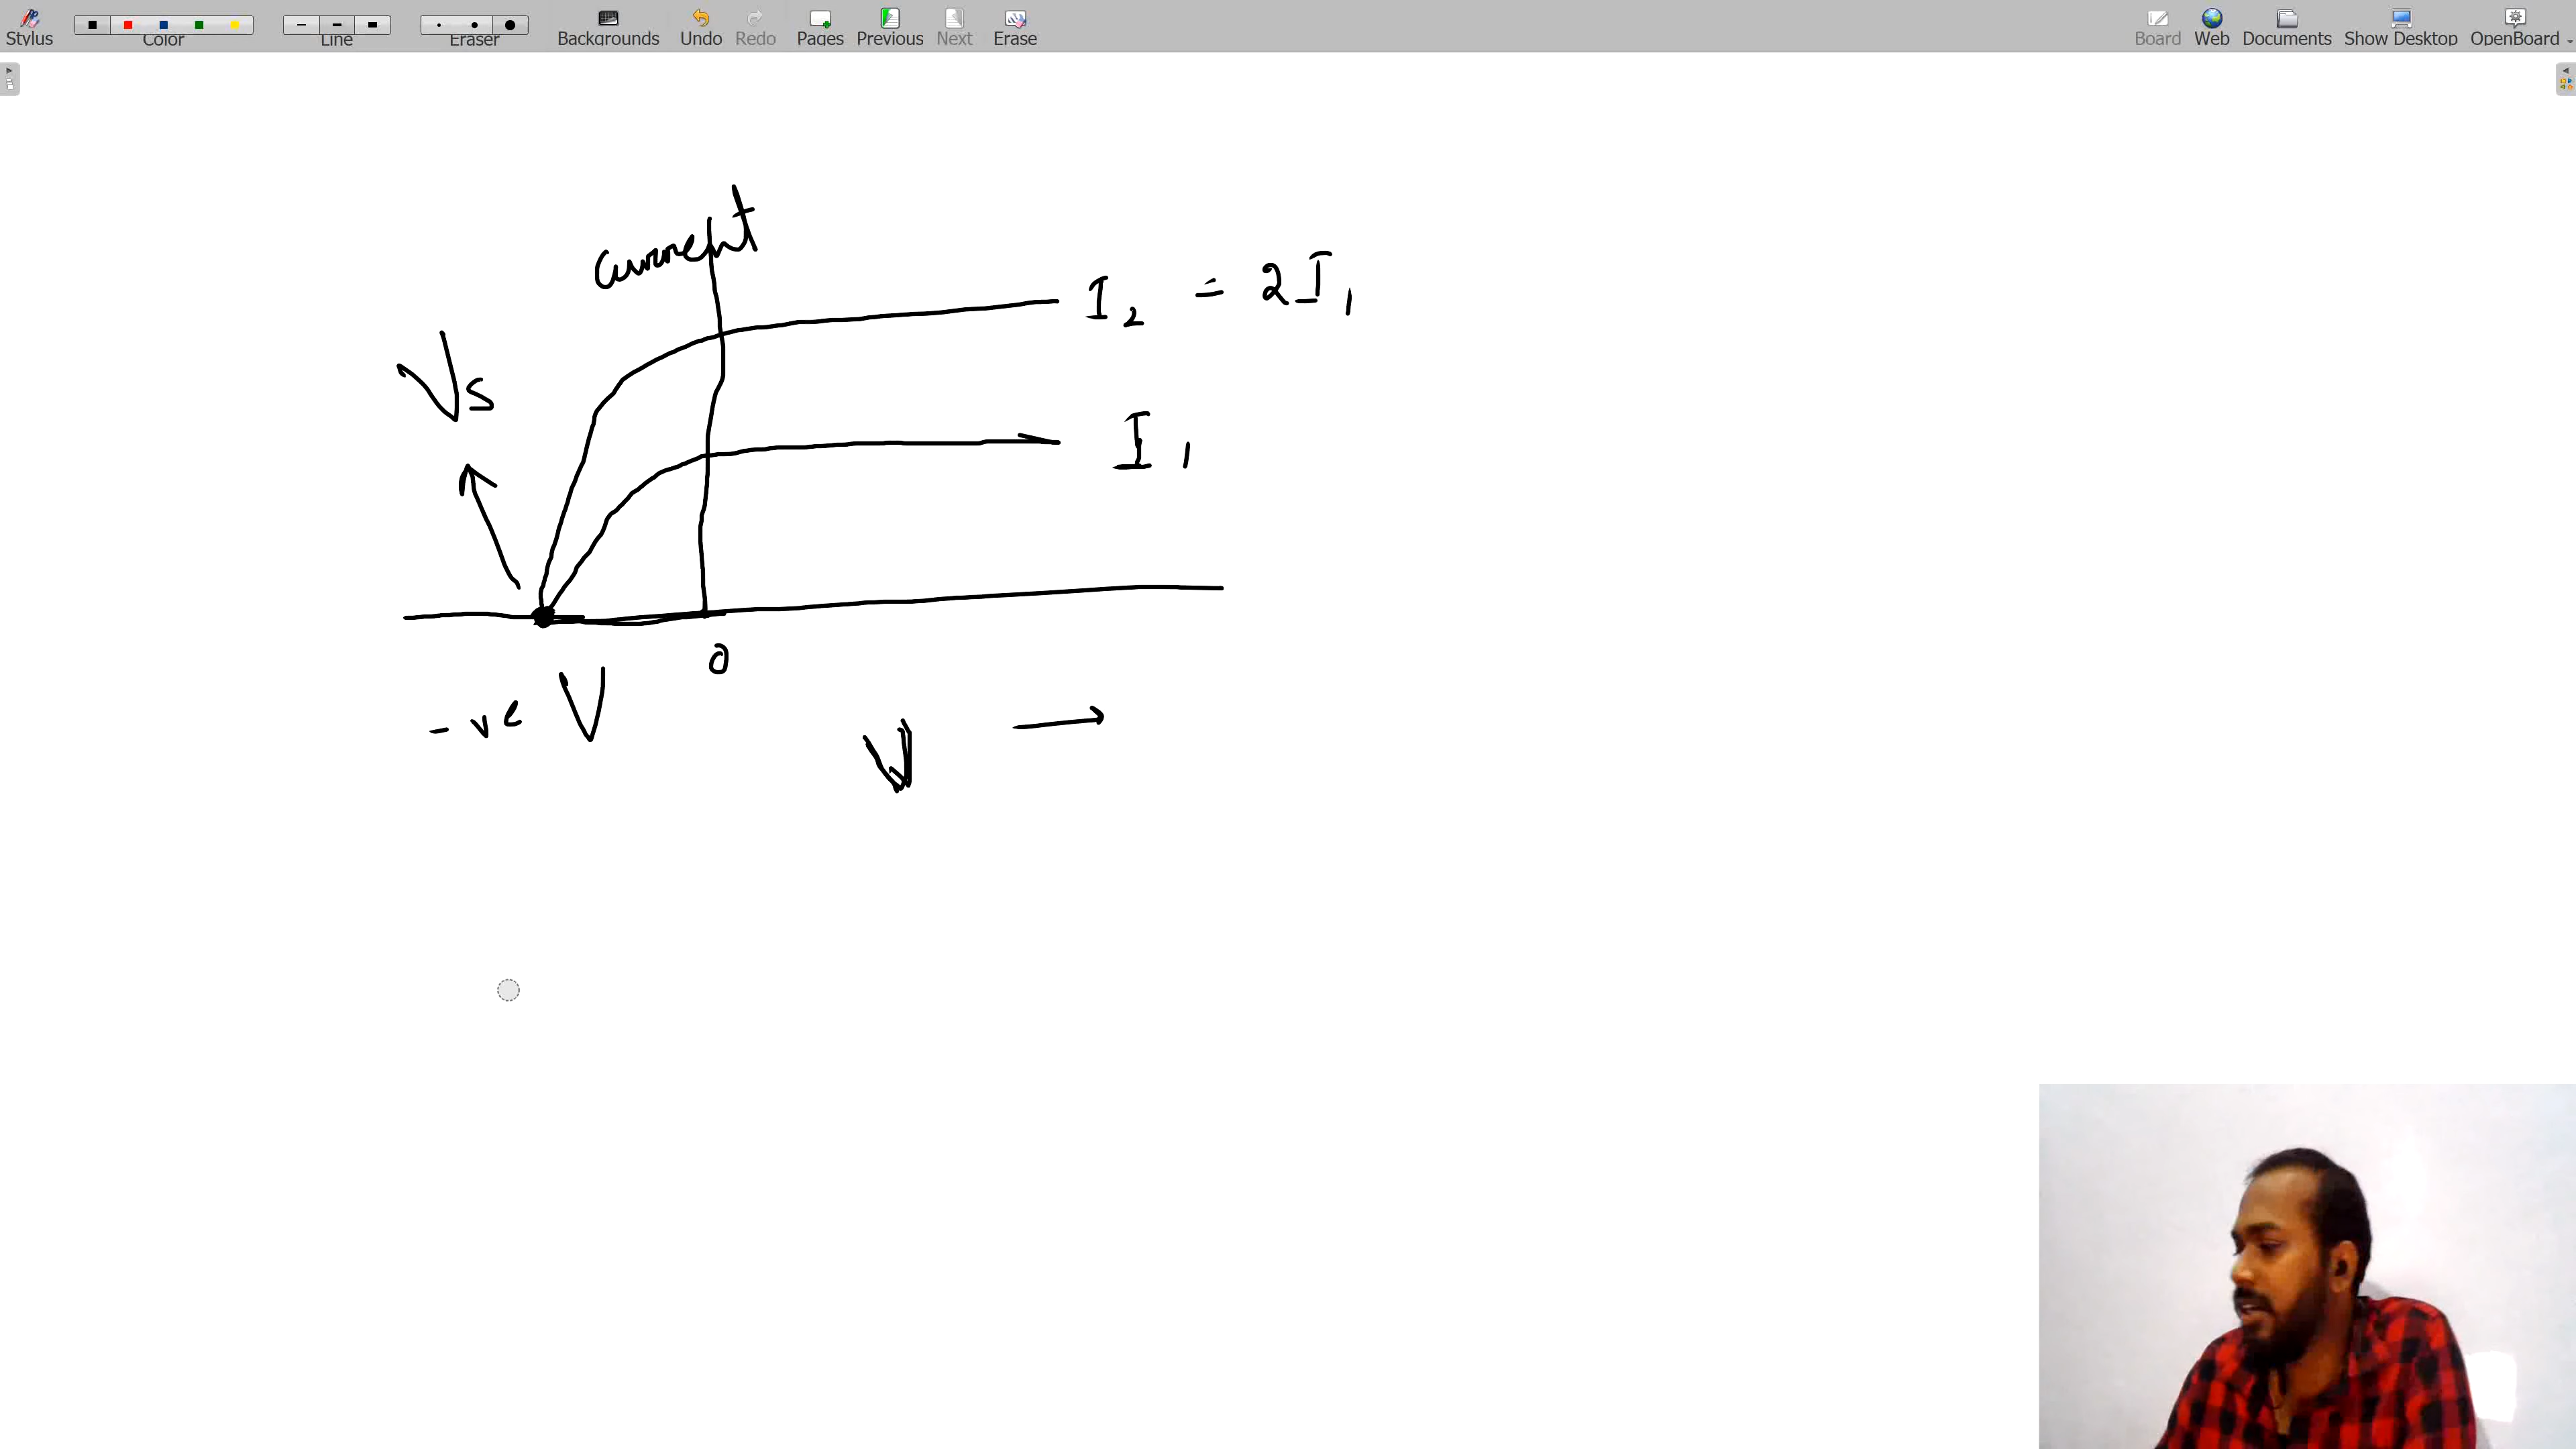 Stylus Color Line Eraser Backgrounds Undo Redo Pages Previous Next Erase Board Web Documents Show Desktop OpenBoard
current
I2 = 2I1
Vs
I1
0
-ve V
V